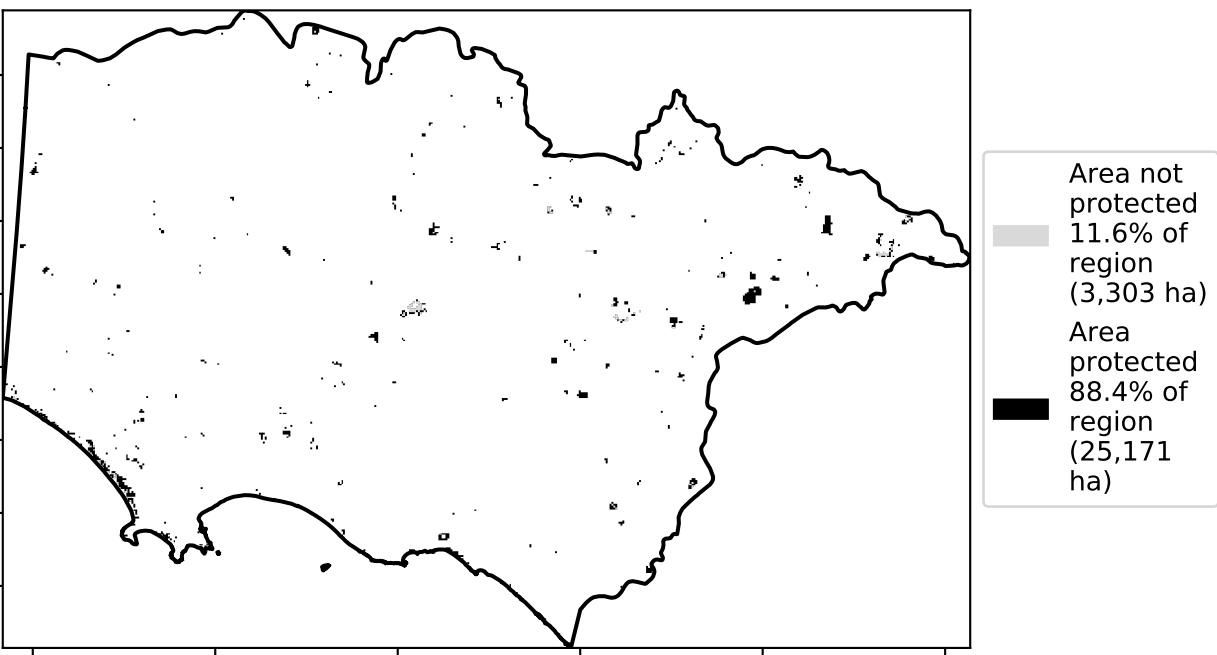 Area not
protected
11.6% of
region
(3,303 ha)
Area
protected
88.4% of
region
(25,171
ha)